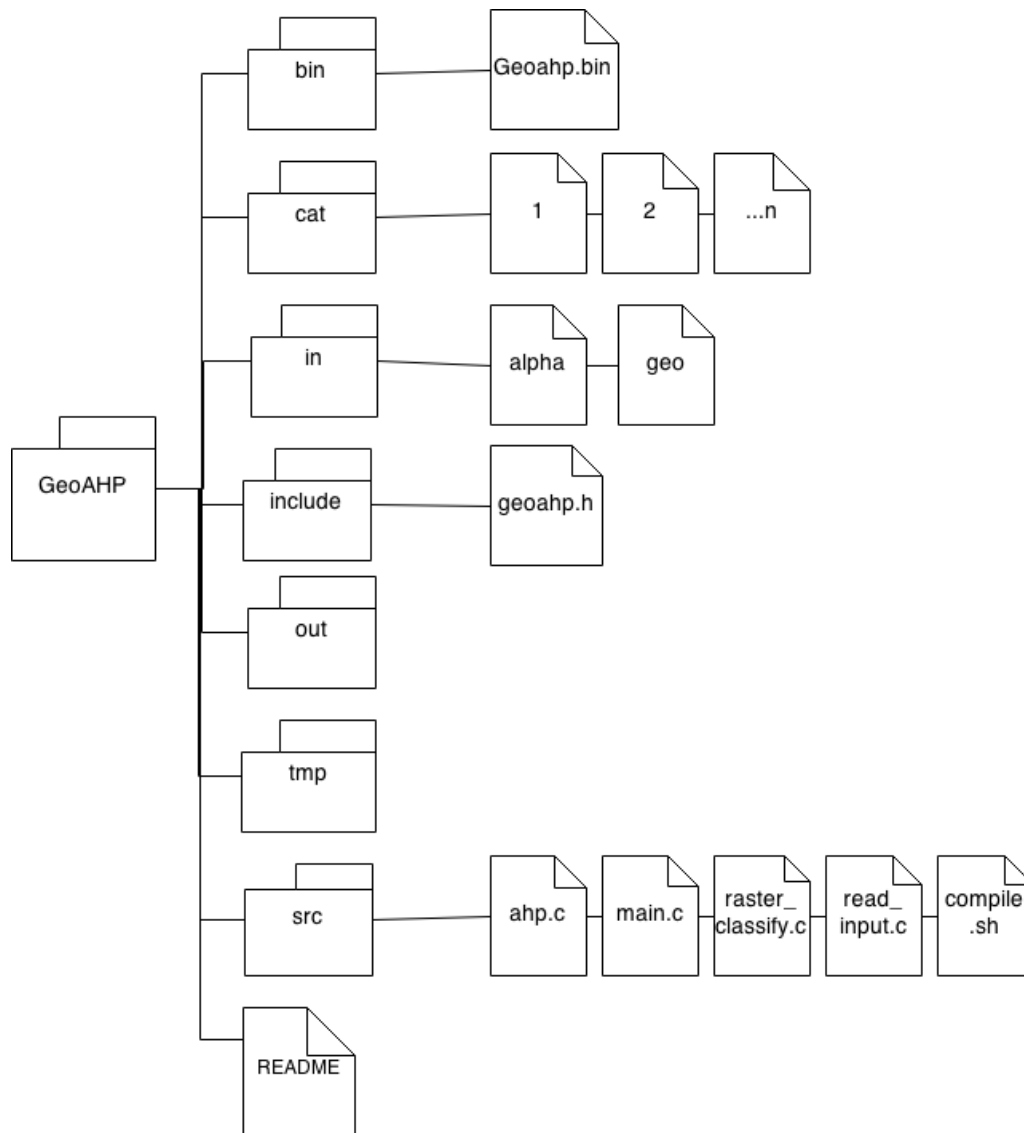 bin
Geoahp.bin
cat
1
2
...n
in
alpha
geo
GeoAHP
include
geoahp.h
out
tmp
src
ahp.c
main.c
raster_
classify.c
read_
input.c
compile
.sh
README